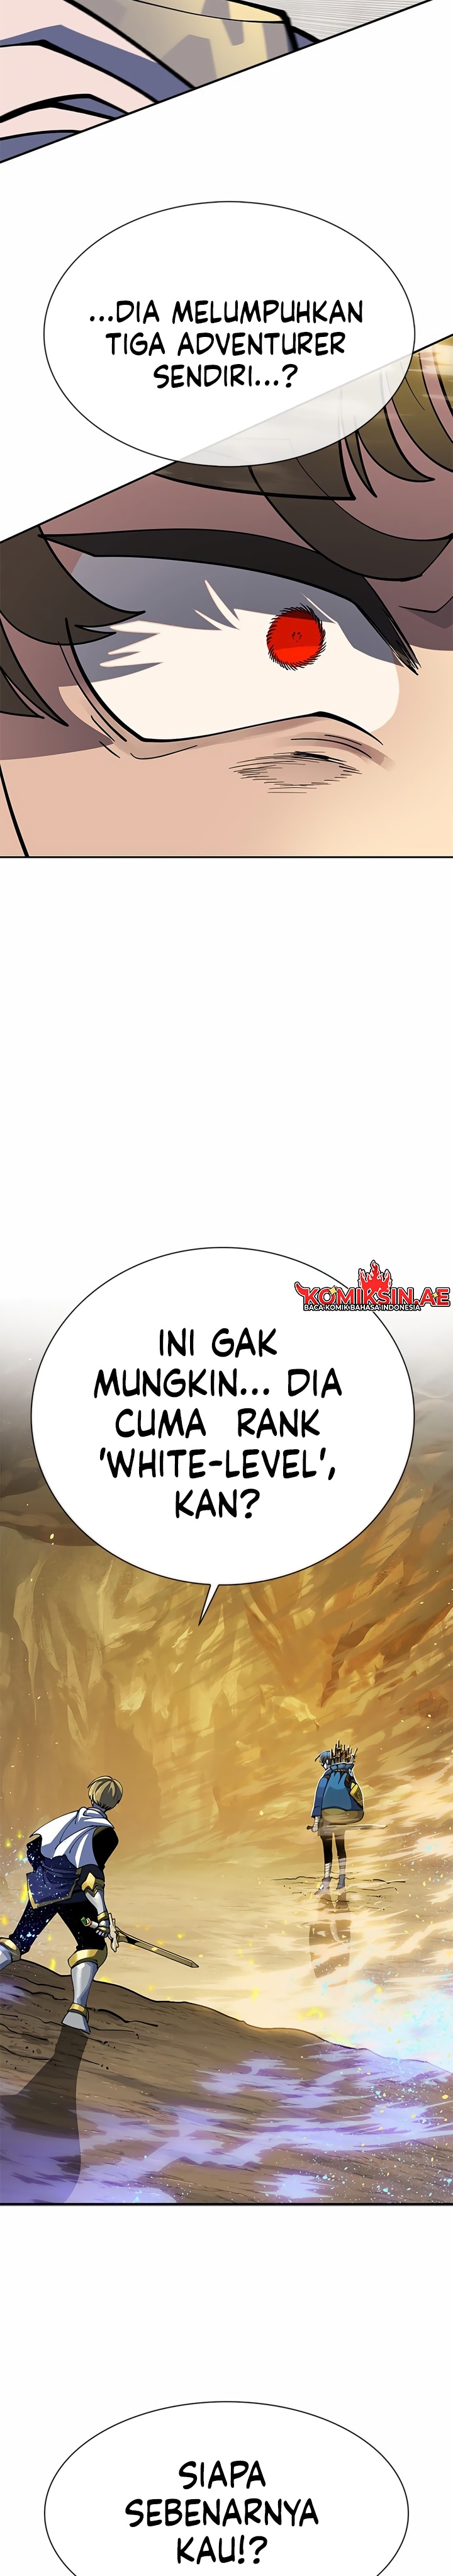 ...DIA MELUMPUHKAN
TIGA ADVENTURER
SENDIRI...?
KOMIKSIN.AE
BACA KOMIK BAHASA INDONESIA
INI GAK
MUNGKIN... DIA
CUMA RANK
'WHITE-LEVEL',
KAN?
SIAPA
SEBENARNYA
KAU!?